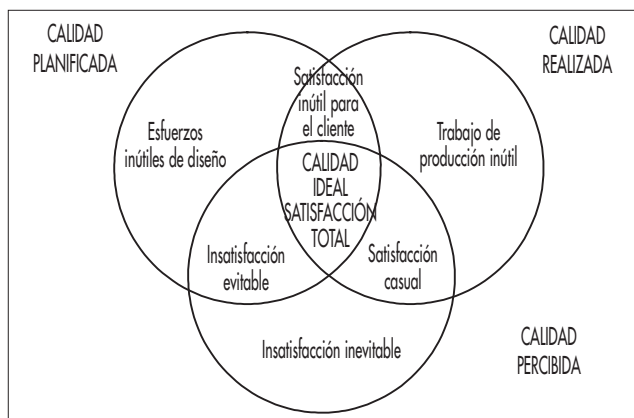 CALIDAD
PLANIFICADA
CALIDAD
REALIZADA
Satisfacción
inútil para
el cliente
Esfuerzos
inútiles de diseño
Trabajo de
producción inútil
CALIDAD
IDEAL
SATISFACCIÓN
TOTAL
Insatisfacción
evitable
Satisfacción
casual
Insatisfacción inevitable
CALIDAD
PERCIBIDA